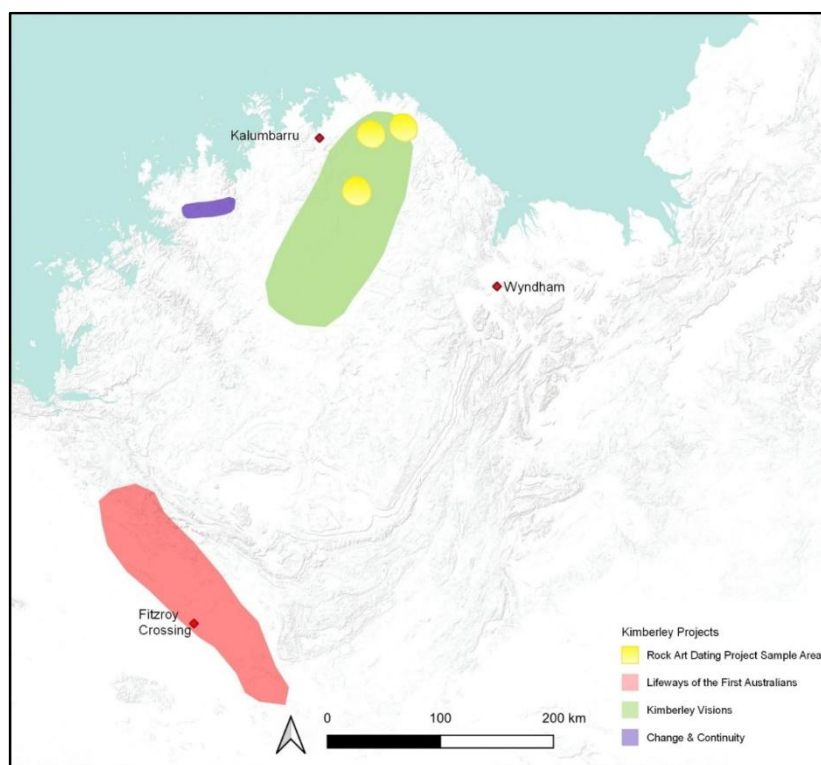 Kalumbarru
Wyndham
Fitzroy
Crossing
Kimberley Projects
Rock Art Dating Project Sample Area
Lifeways of the First Australians
Kimberley Visions
Change & Continuity
0 100 200 km